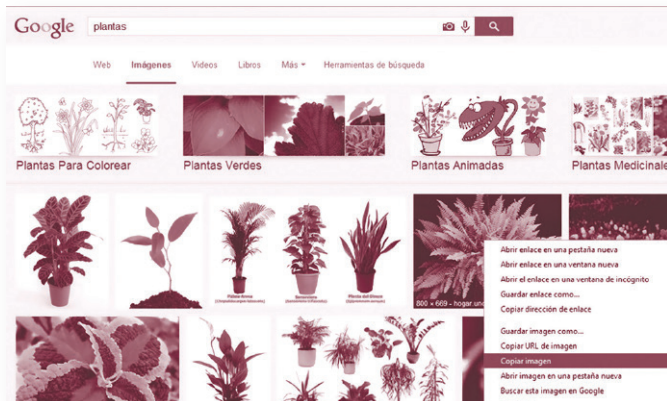 Google plantas
Web Imágenes Videos Libros Más Herramientas de búsqueda
Plantas Para Colorear Plantas Verdes Plantas Animadas Plantas Medicinale
Abrir enlace en una pestaña nueva
Abrir enlace en una ventana nueva
Abrir el enlace en una ventana de incógnito
Guardar enlace como...
Copiar dirección de enlace
800 × 669 - hogar.uno
Guardar imagen como...
Copiar URL de imagen
Copiar imagen
Abrir imagen en una pestaña nueva
Buscar esta imagen en Google